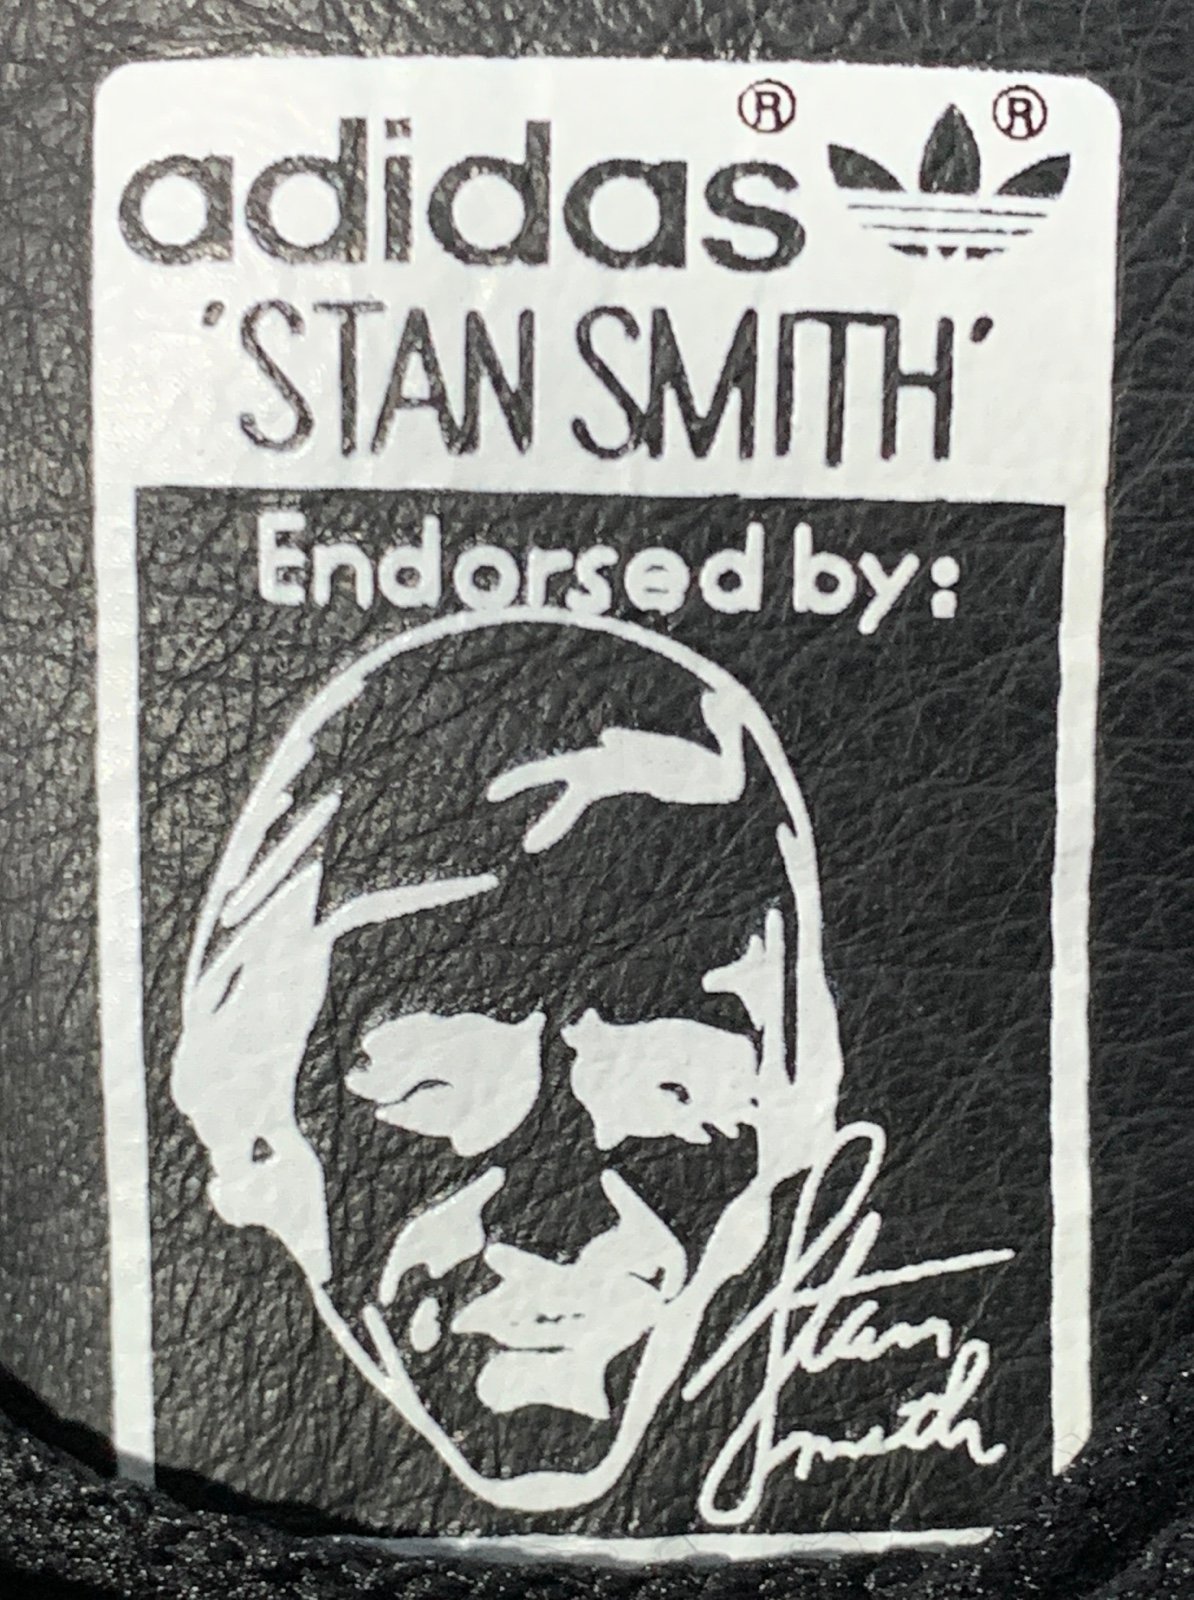 adidas® ®
'STAN SMITH'
Endorsed by:
Stan
Smith